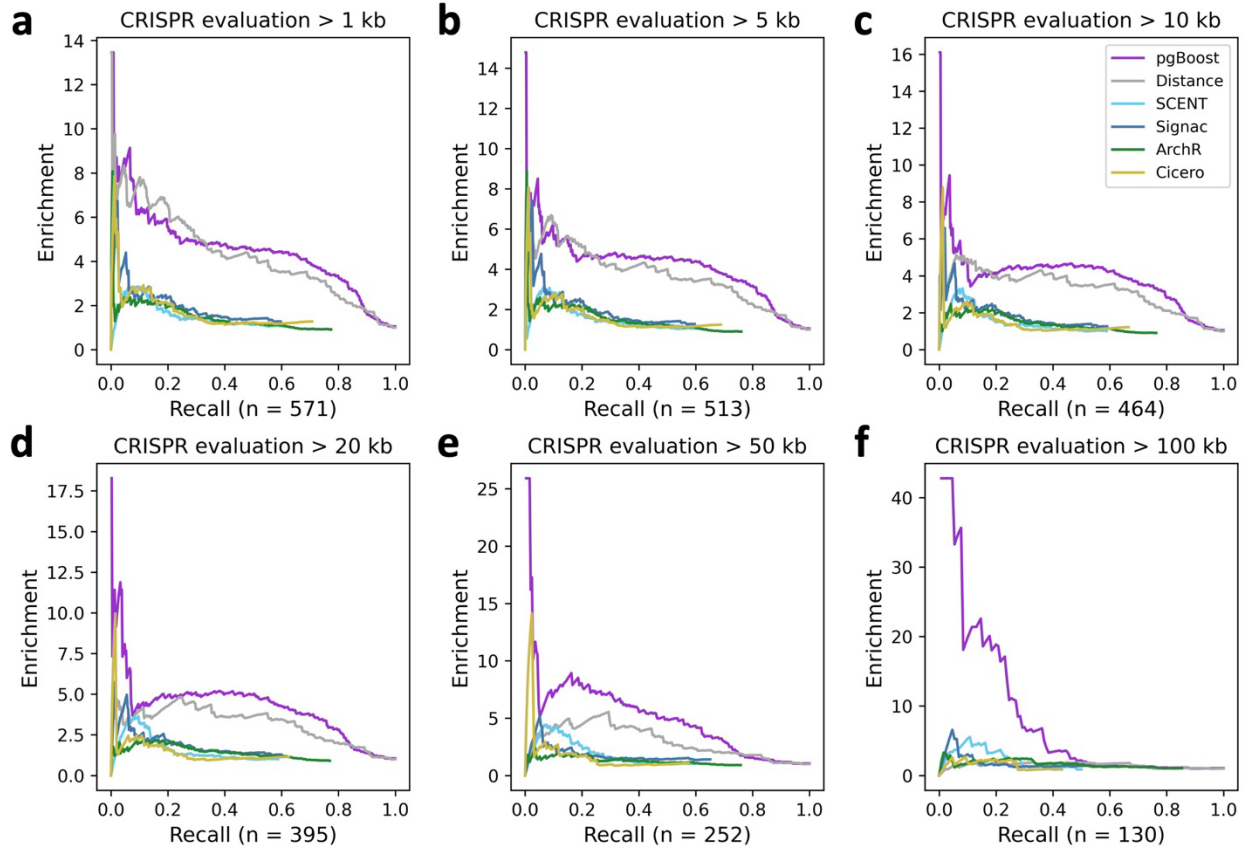 a
CRISPR evaluation > 1 kb
14
12
10
8
6
4
2
0
Enrichment
0.0 0.2 0.4 0.6 0.8 1.0
Recall (n = 571)
b
CRISPR evaluation > 5 kb
14
12
10
8
6
4
2
0
Enrichment
0.0 0.2 0.4 0.6 0.8 1.0
Recall (n = 513)
c
CRISPR evaluation > 10 kb
16
14
12
10
8
6
4
2
0
Enrichment
pgBoost
Distance
SCENT
Signac
ArchR
Cicero
0.0 0.2 0.4 0.6 0.8 1.0
Recall (n = 464)
d
CRISPR evaluation > 20 kb
17.5
15.0
12.5
10.0
7.5
5.0
2.5
0.0
Enrichment
0.0 0.2 0.4 0.6 0.8 1.0
Recall (n = 395)
e
CRISPR evaluation > 50 kb
25
20
15
10
5
0
Enrichment
0.0 0.2 0.4 0.6 0.8 1.0
Recall (n = 252)
f
CRISPR evaluation > 100 kb
40
30
20
10
0
Enrichment
0.0 0.2 0.4 0.6 0.8 1.0
Recall (n = 130)